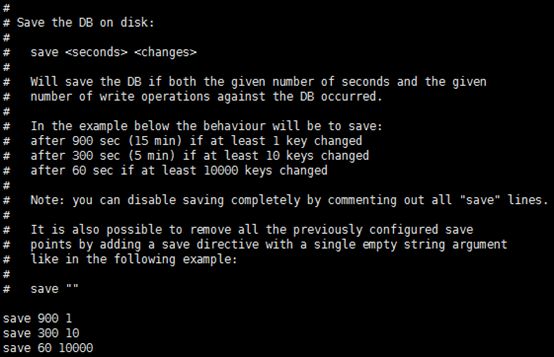 #
# Save the DB on disk:
#
#   save <seconds> <changes>
#
#   Will save the DB if both the given number of seconds and the given
#   number of write operations against the DB occurred.
#
#   In the example below the behaviour will be to save:
#   after 900 sec (15 min) if at least 1 key changed
#   after 300 sec (5 min) if at least 10 keys changed
#   after 60 sec if at least 10000 keys changed
#
#   Note: you can disable saving completely by commenting out all "save" lines.
#
#   It is also possible to remove all the previously configured save
#   points by adding a save directive with a single empty string argument
#   like in the following example:
#
#   save ""

save 900 1
save 300 10
save 60 10000